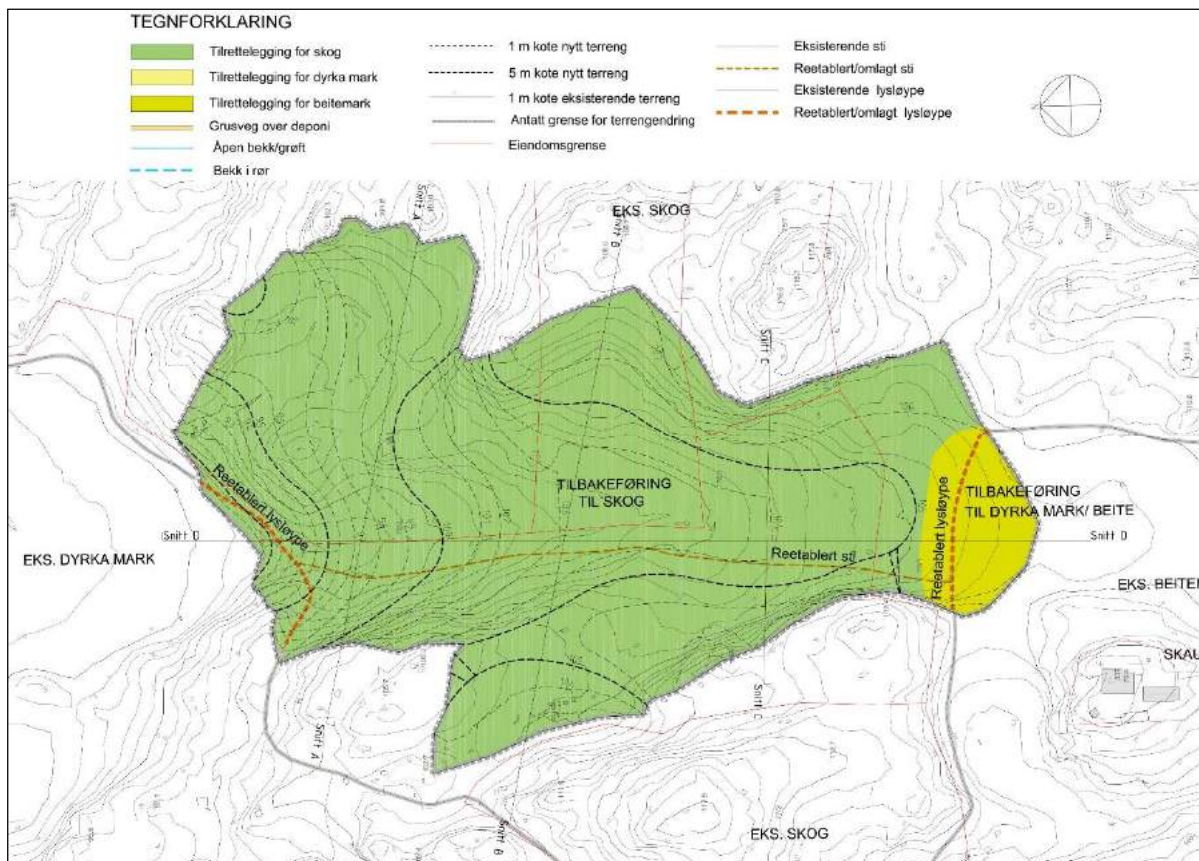 TEGNFORKLARING
Tilrettelegging for skog
Tilrettelegging for dyrka mark
Tilrettelegging for beitemark
Grusveg over deponi
Åpen bekk/grøft
Bekk i rør
1 m kote nytt terreng
5 m kote nytt terreng
1 m kote eksisterende terreng
Antatt grense for terrengendring
Eiendomsgrense
Eksisterende sti
Reetablert/omlagt sti
Eksisterende lysløype
Reetablert/omlagt lysløype
N
Snitt A
EKS. SKOG
Snitt B
Snitt C
Reetablert lysløype
TILBAKEFØRING
TIL SKOG
TILBAKEFØRING
TIL DYRKA MARK/ BEITE
Reetablert lysløype
Snitt D
Snitt D
EKS. DYRKA MARK
Reetablert sti
EKS. BEITE
SKAU
Snitt C
Snitt A
Snitt B
EKS. SKOG